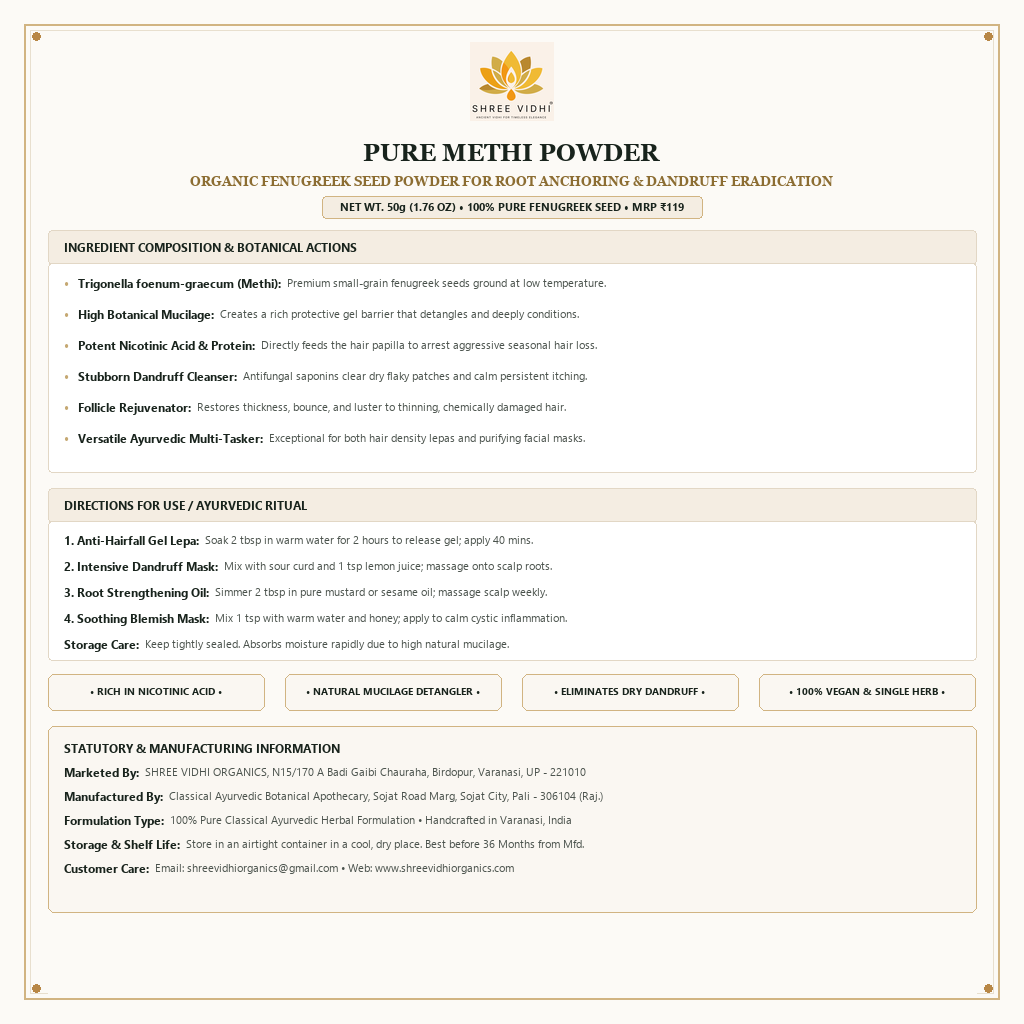 SHREE VIDHI
ANCIENT VIDHI FOR TIMELESS ELEGANCE
PURE METHI POWDER
ORGANIC FENUGREEK SEED POWDER FOR ROOT ANCHORING & DANDRUFF ERADICATION
NET WT. 50g (1.76 OZ) • 100% PURE FENUGREEK SEED • MRP ₹119
INGREDIENT COMPOSITION & BOTANICAL ACTIONS
• Trigonella foenum-graecum (Methi): Premium small-grain fenugreek seeds ground at low temperature.
• High Botanical Mucilage: Creates a rich protective gel barrier that detangles and deeply conditions.
• Potent Nicotinic Acid & Protein: Directly feeds the hair papilla to arrest aggressive seasonal hair loss.
• Stubborn Dandruff Cleanser: Antifungal saponins clear dry flaky patches and calm persistent itching.
• Follicle Rejuvenator: Restores thickness, bounce, and luster to thinning, chemically damaged hair.
• Versatile Ayurvedic Multi-Tasker: Exceptional for both hair density lepas and purifying facial masks.
DIRECTIONS FOR USE / AYURVEDIC RITUAL
1. Anti-Hairfall Gel Lepa: Soak 2 tbsp in warm water for 2 hours to release gel; apply 40 mins.
2. Intensive Dandruff Mask: Mix with sour curd and 1 tsp lemon juice; massage onto scalp roots.
3. Root Strengthening Oil: Simmer 2 tbsp in pure mustard or sesame oil; massage scalp weekly.
4. Soothing Blemish Mask: Mix 1 tsp with warm water and honey; apply to calm cystic inflammation.
Storage Care: Keep tightly sealed. Absorbs moisture rapidly due to high natural mucilage.
• RICH IN NICOTINIC ACID •
• NATURAL MUCILAGE DETANGLER •
• ELIMINATES DRY DANDRUFF •
• 100% VEGAN & SINGLE HERB •
STATUTORY & MANUFACTURING INFORMATION
Marketed By: SHREE VIDHI ORGANICS, N15/170 A Badi Gaibi Chauraha, Birdopur, Varanasi, UP - 221010
Manufactured By: Classical Ayurvedic Botanical Apothecary, Sojat Road Marg, Sojat City, Pali - 306104 (Raj.)
Formulation Type: 100% Pure Classical Ayurvedic Herbal Formulation • Handcrafted in Varanasi, India
Storage & Shelf Life: Store in an airtight container in a cool, dry place. Best before 36 Months from Mfd.
Customer Care: Email: shreevidhiorganics@gmail.com • Web: www.shreevidhiorganics.com